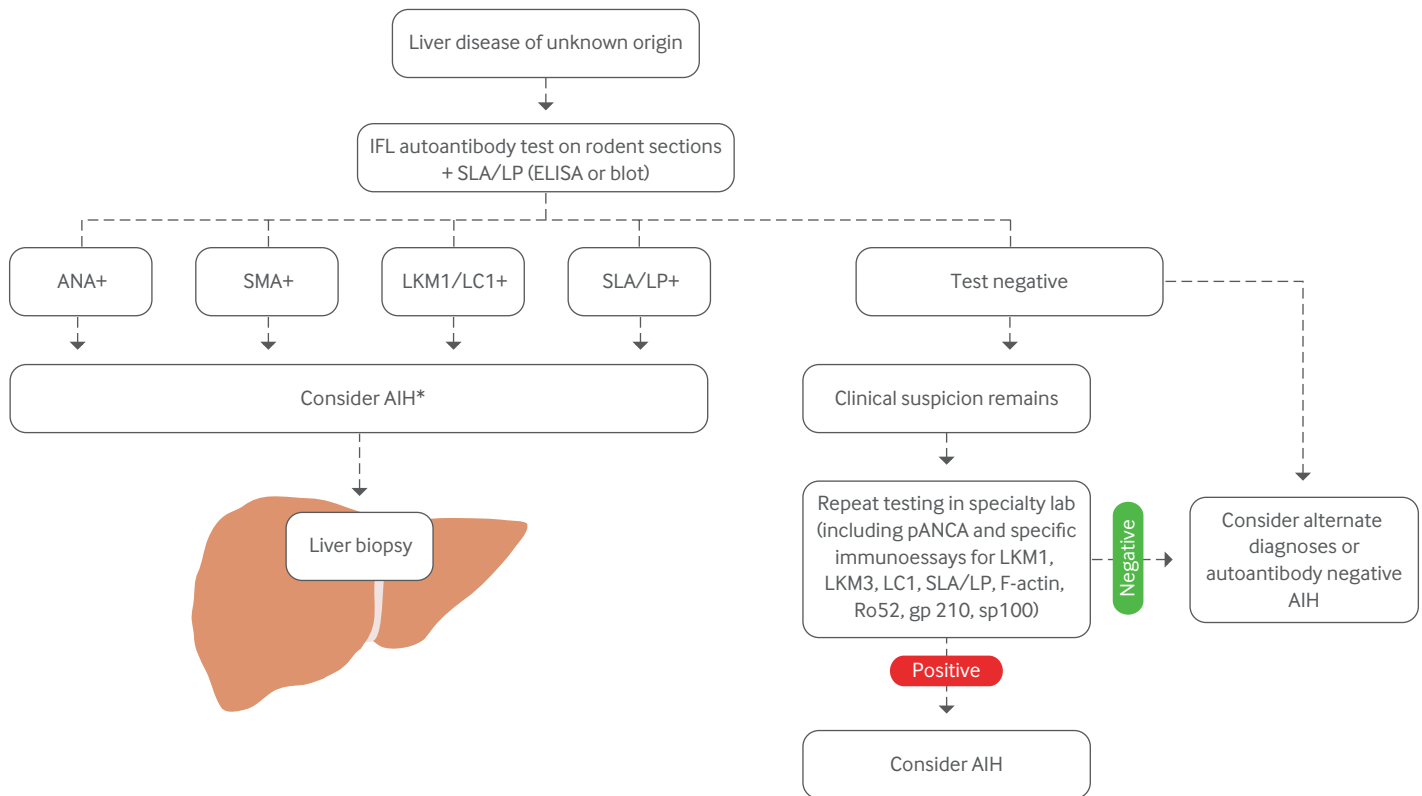 Liver disease of unknown origin
IFL autoantibody test on rodent sections
+ SLA/LP (ELISA or blot)
ANA+
SMA+
LKM1/LC1+
SLA/LP+
Test negative
Consider AIH*
Clinical suspicion remains
Liver biopsy
Repeat testing in specialty lab
(including pANCA and specific
immunoessays for LKM1,
LKM3, LC1, SLA/LP, F-actin,
Ro52, gp 210, sp100)
Negative
Consider alternate
diagnoses or
autoantibody negative
AIH
Positive
Consider AIH